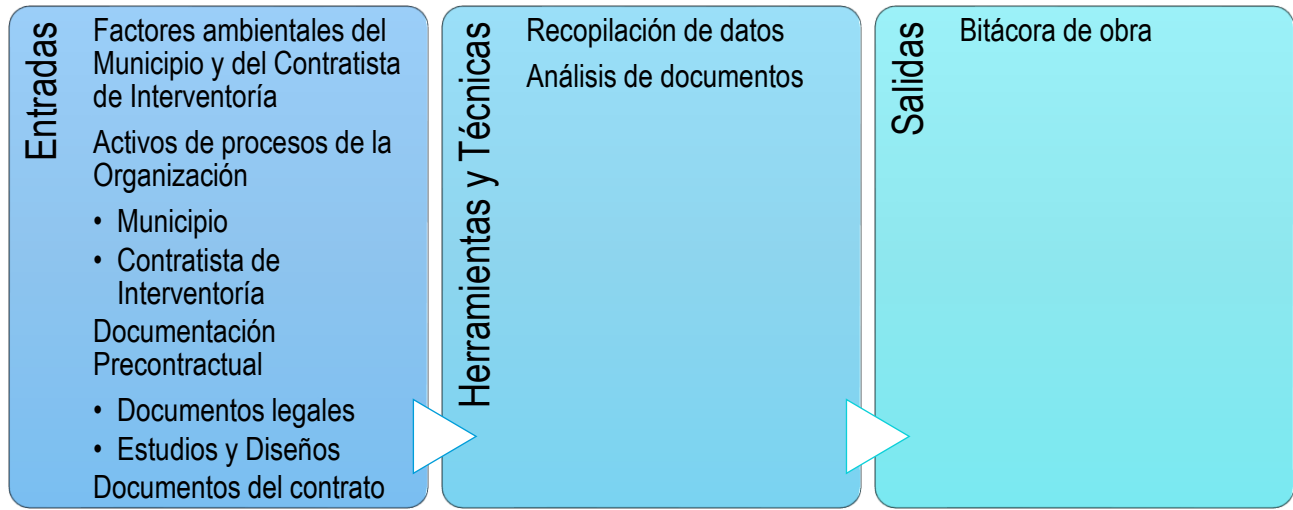 Entradas
Factores ambientales del
Municipio y del Contratista
de Interventoría
Activos de procesos de la
Organización
• Municipio
• Contratista de
Interventoría
Documentación
Precontractual
• Documentos legales
• Estudios y Diseños
Documentos del contrato
Herramientas y Técnicas
Recopilación de datos
Análisis de documentos
Salidas
Bitácora de obra